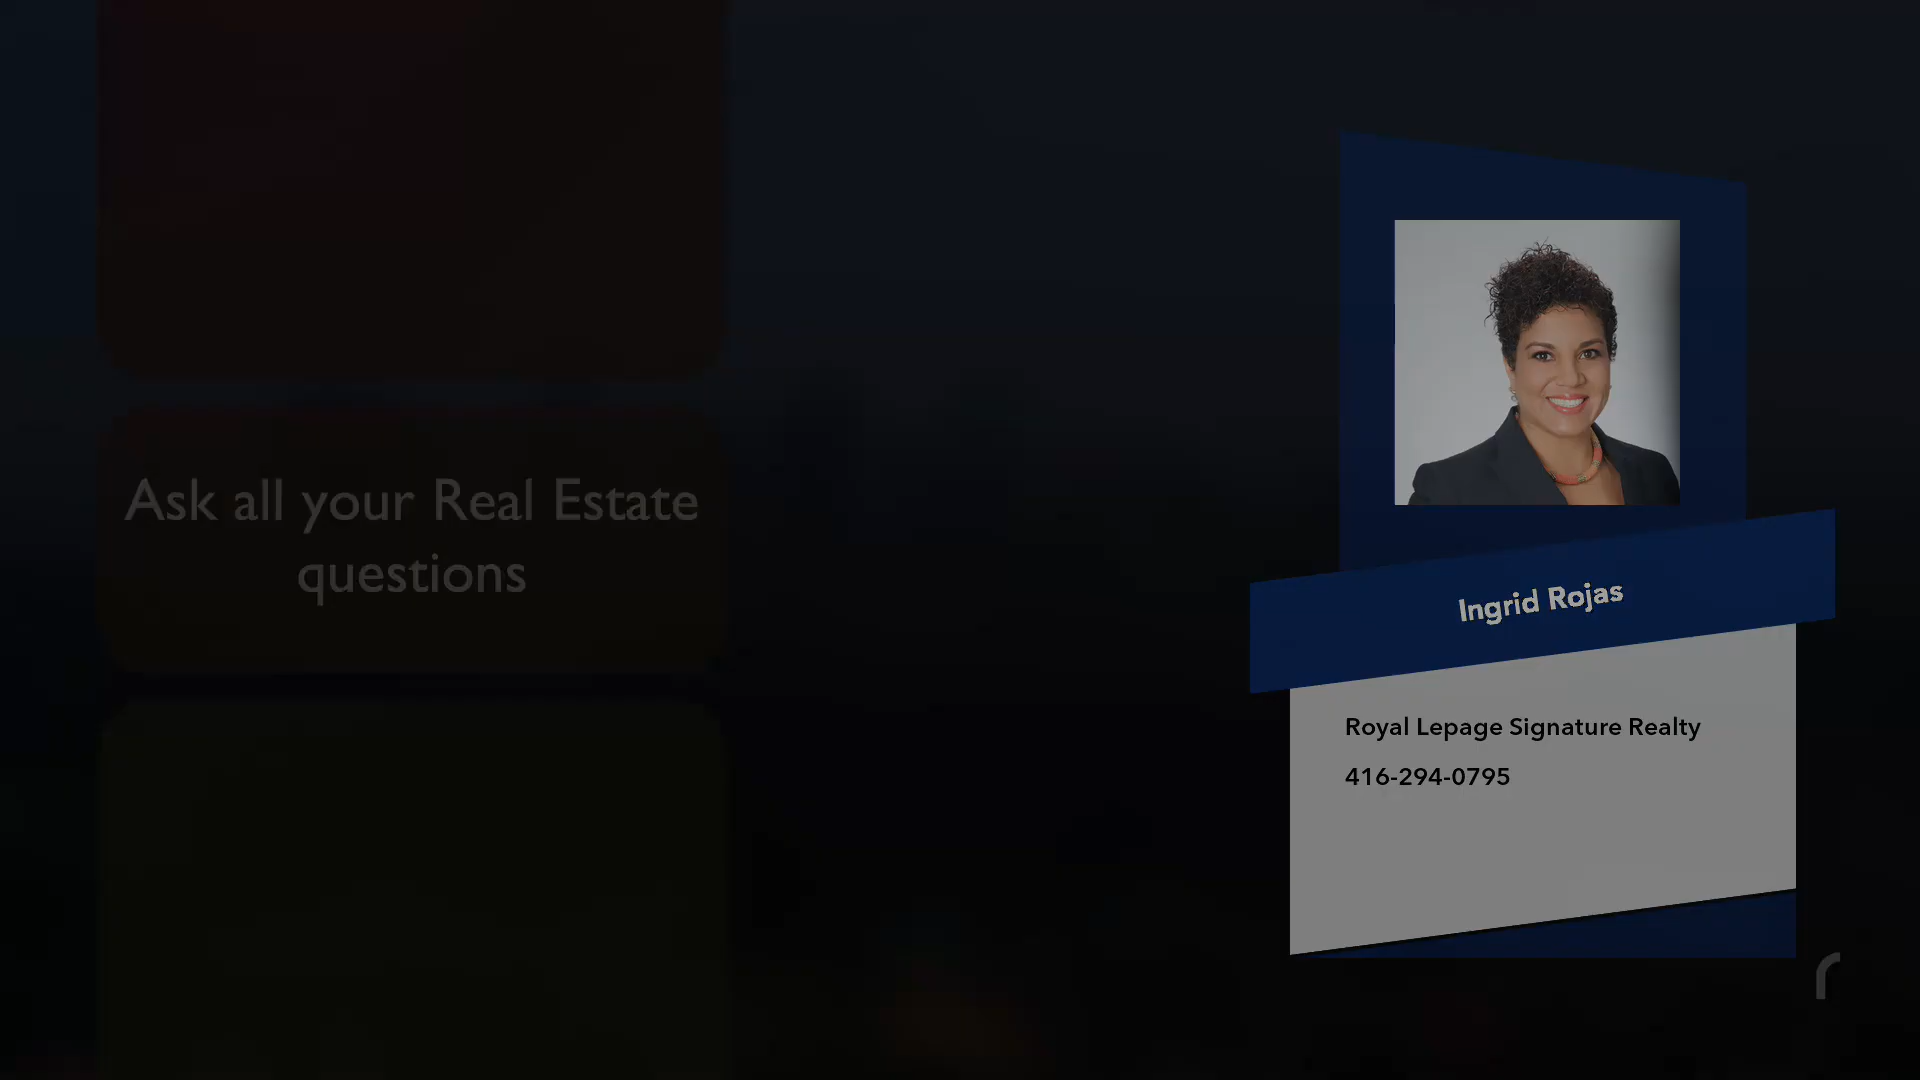 Ask all your Real Estate
questions
Ingrid Rojas
Royal Lepage Signature Realty
416-294-0795